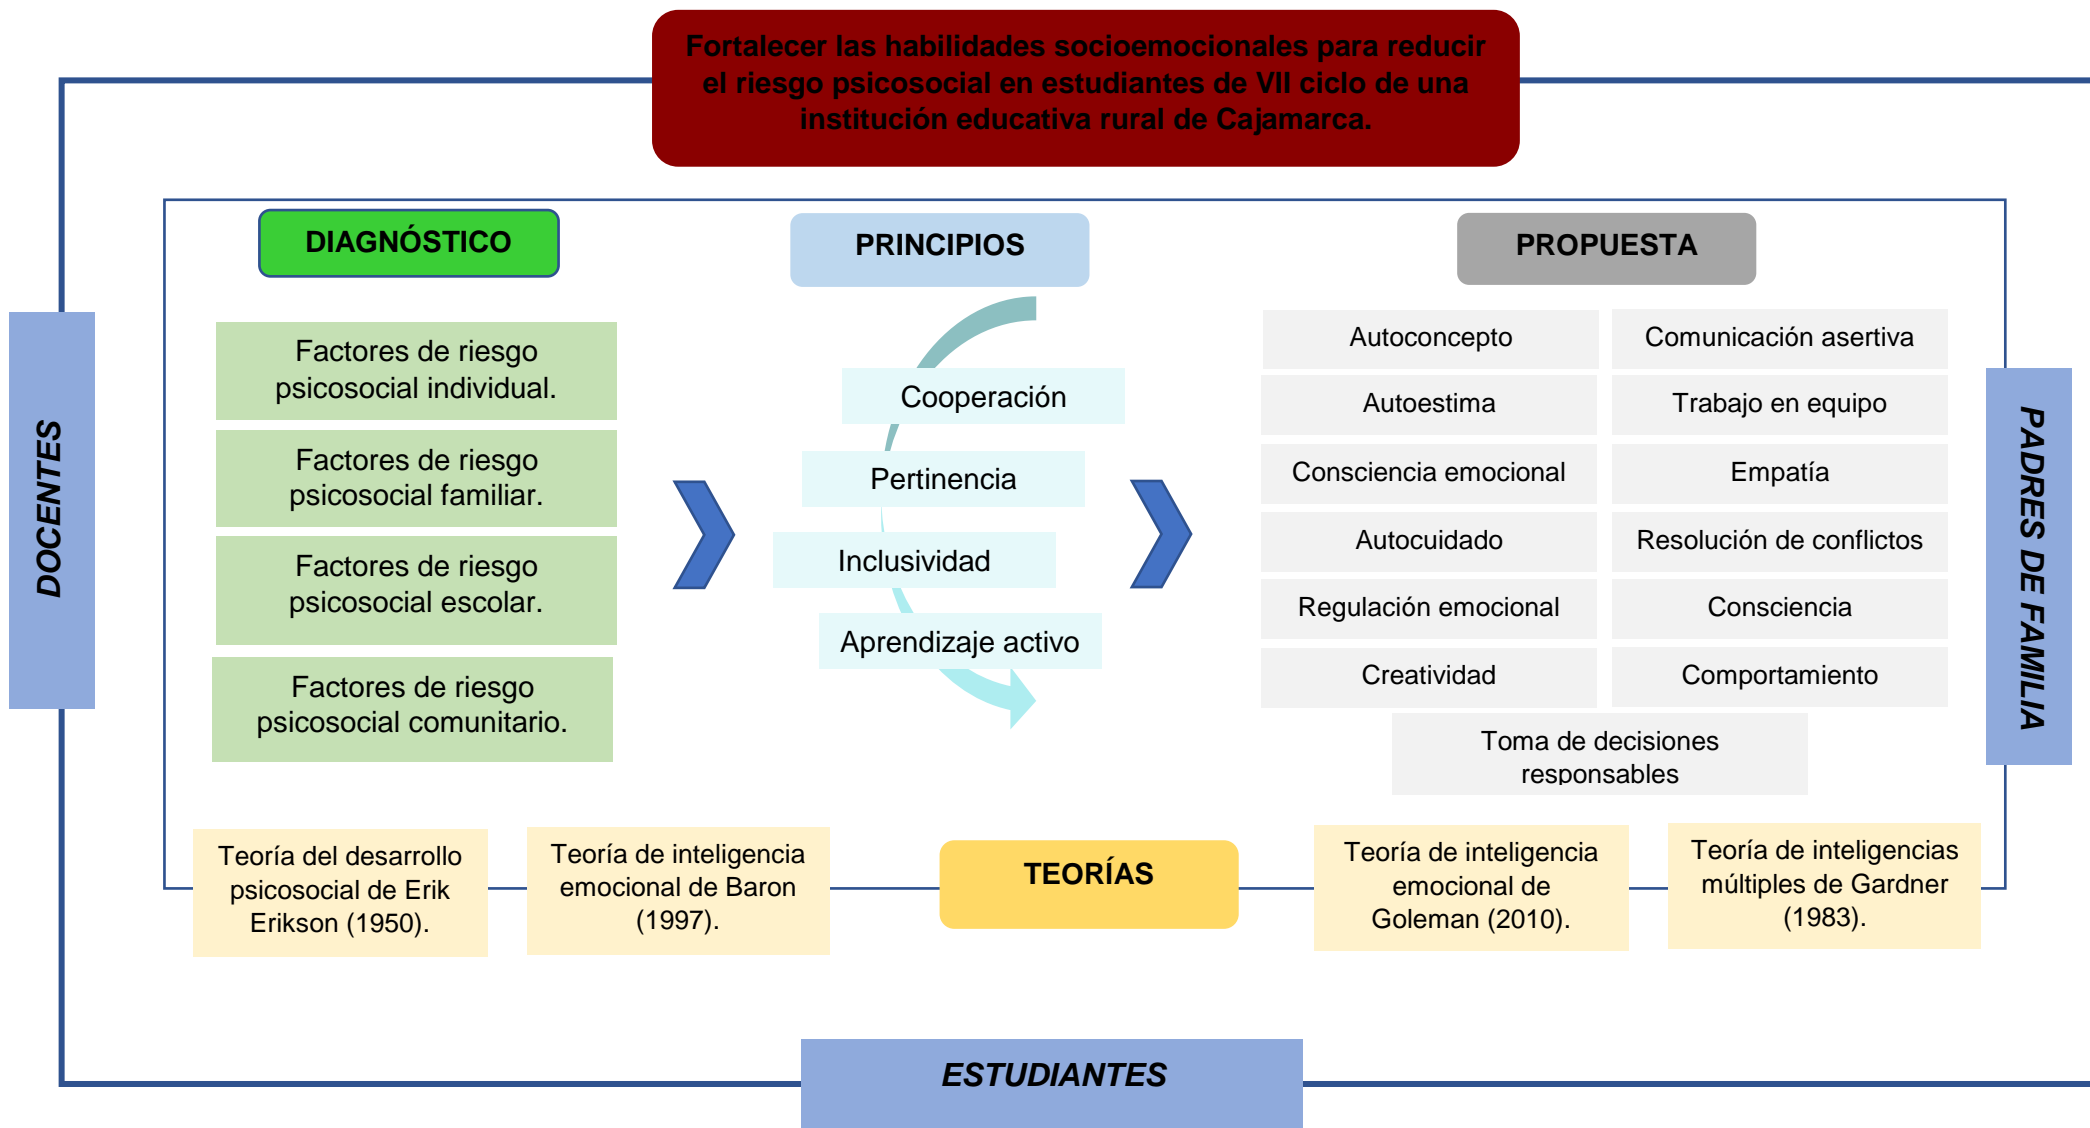 Fortalecer las habilidades socioemocionales para reducir
el riesgo psicosocial en estudiantes de VII ciclo de una
institución educativa rural de Cajamarca.
DIAGNÓSTICO
PRINCIPIOS
PROPUESTA
DOCENTES
Factores de riesgo
psicosocial individual.
Factores de riesgo
psicosocial familiar.
Factores de riesgo
psicosocial escolar.
Factores de riesgo
psicosocial comunitario.
Cooperación
Pertinencia
Inclusividad
Aprendizaje activo
Autoconcepto
Comunicación asertiva
Autoestima
Trabajo en equipo
Consciencia emocional
Empatía
Autocuidado
Resolución de conflictos
Regulación emocional
Consciencia
Creatividad
Comportamiento
Toma de decisiones
responsables
PADRES DE FAMILIA
Teoría del desarrollo
psicosocial de Erik
Erikson (1950).
Teoría de inteligencia
emocional de Baron
(1997).
TEORÍAS
Teoría de inteligencia
emocional de
Goleman (2010).
Teoría de inteligencias
múltiples de Gardner
(1983).
ESTUDIANTES